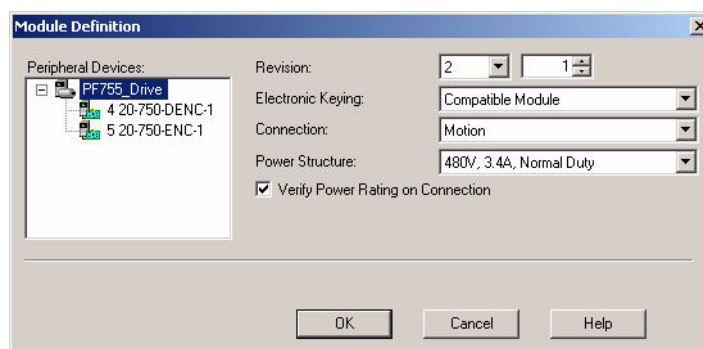 Module Definition
Peripheral Devices:
PF755_Drive
4 20-750-DENC-1
5 20-750-ENC-1
Revision: 2 1
Electronic Keying: Compatible Module
Connection: Motion
Power Structure: 480V, 3.4A, Normal Duty
Verify Power Rating on Connection
OK Cancel Help